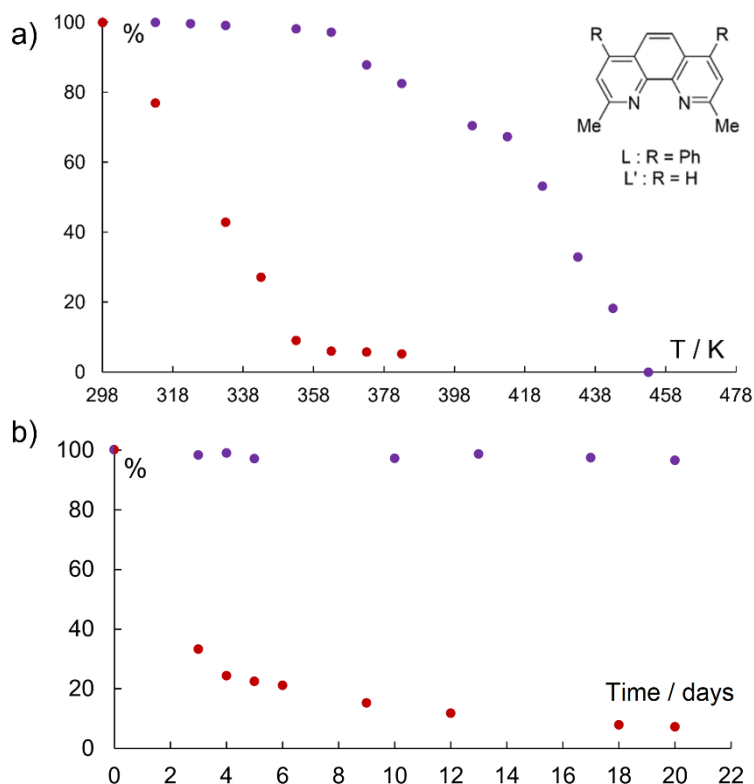 a)
%
100
80
60
40
20
0
298 318 338 358 378 398 418 438 458 478
T / K
R R
N N
Me Me
L : R = Ph
L' : R = H
b)
%
100
80
60
40
20
0
0 2 4 6 8 10 12 14 16 18 20 22
Time / days